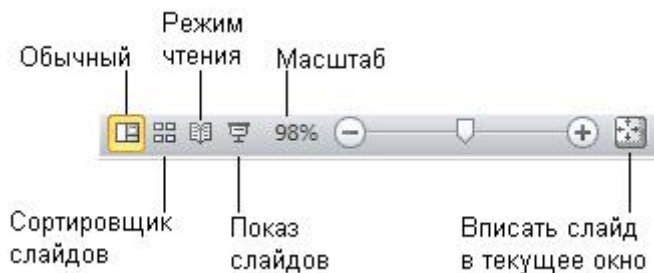 Режим
чтения
Обычный
Масштаб
98%
Сортировщик
слайдов
Показ
слайдов
Вписать слайд
в текущее окно